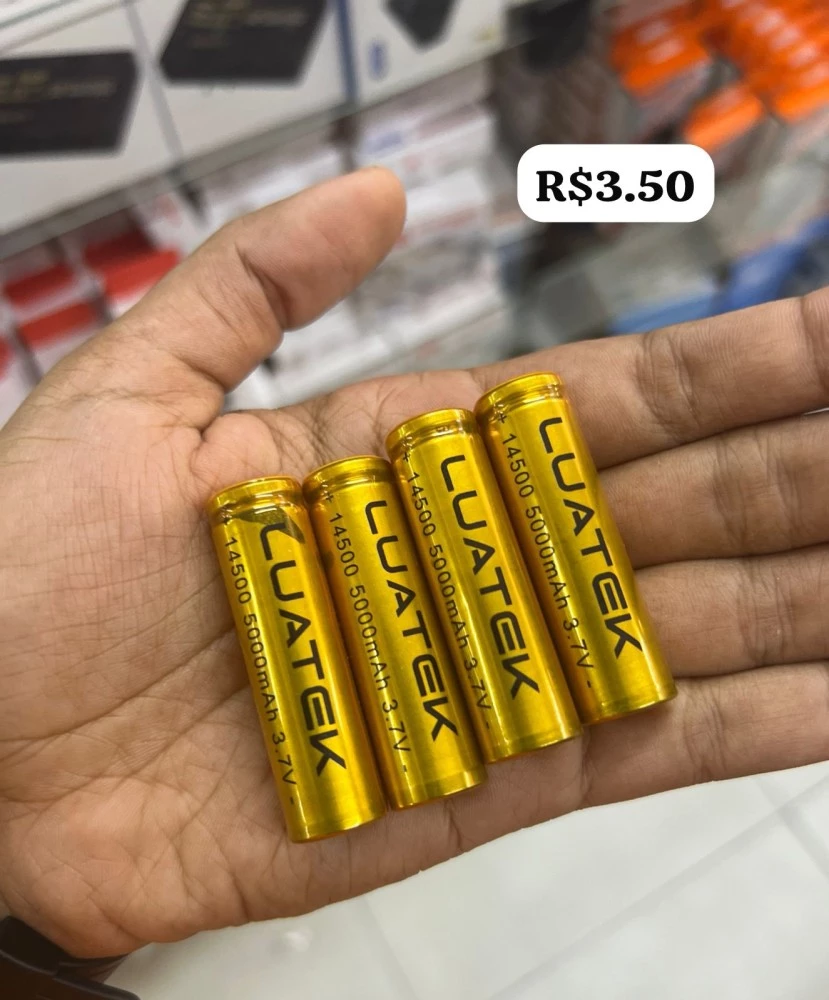 R$3.50
LUATEK
+ 14500 5000mAh 3.7V -
LUATEK
+ 14500 5000mAh 3.7V -
LUATEK
+ 14500 5000mAh 3.7V -
LUATEK
+ 14500 5000mAh 3.7V -